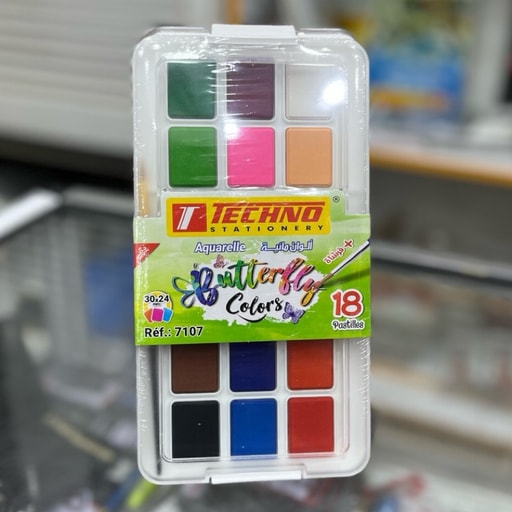 T TECHNO ®
STATIONERY
Aquarelle ألوان مائية
+ فرشاة
Butterfly
Colors
30x24
18
Pastilles
Réf.: 7107